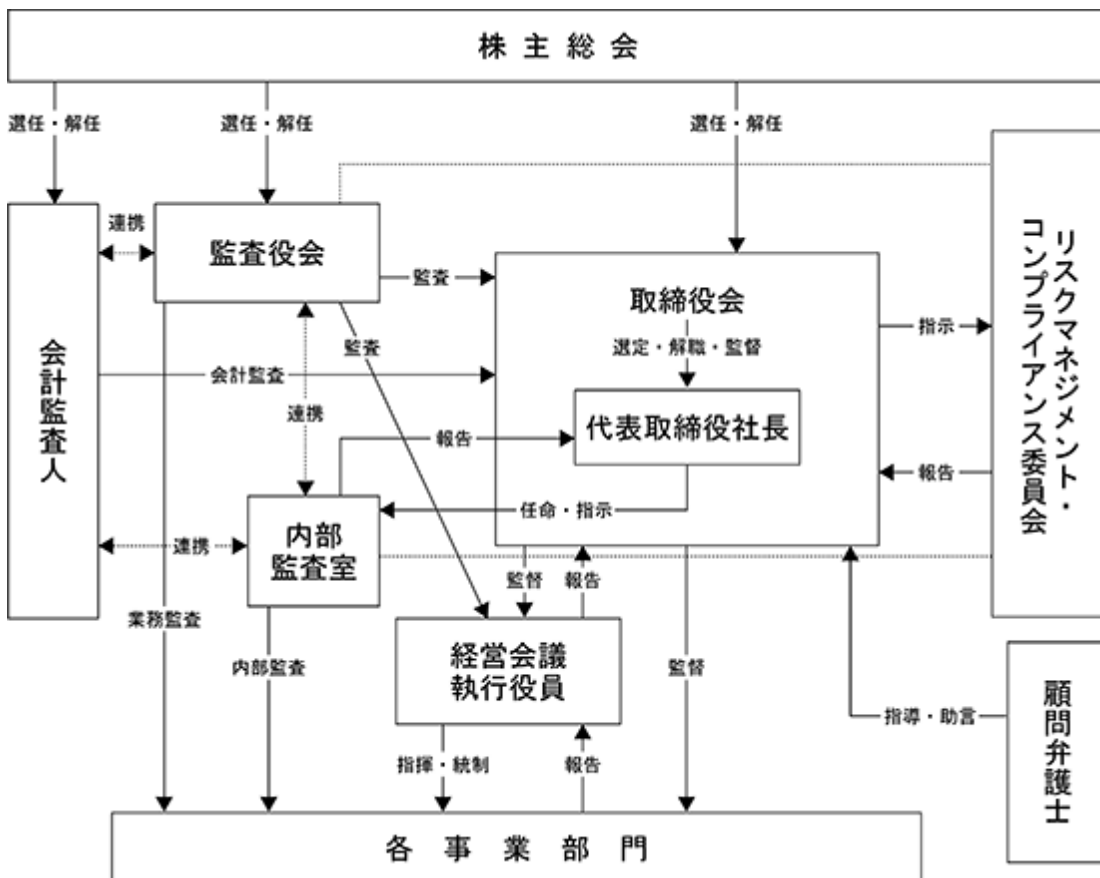 株主総会
選任・解任
選任・解任
選任・解任
連携
監査役会
監査
取締役会
指示
リスクマネジメント・
コンプライアンス委員会
会計監査人
監査
選定・解職・監督
会計監査
代表取締役社長
連携
報告
報告
任命・指示
内部
監査室
連携
監督
報告
業務監査
内部監査
経営会議
執行役員
監督
指導・助言
顧問弁護士
指揮・統制
報告
各事業部門